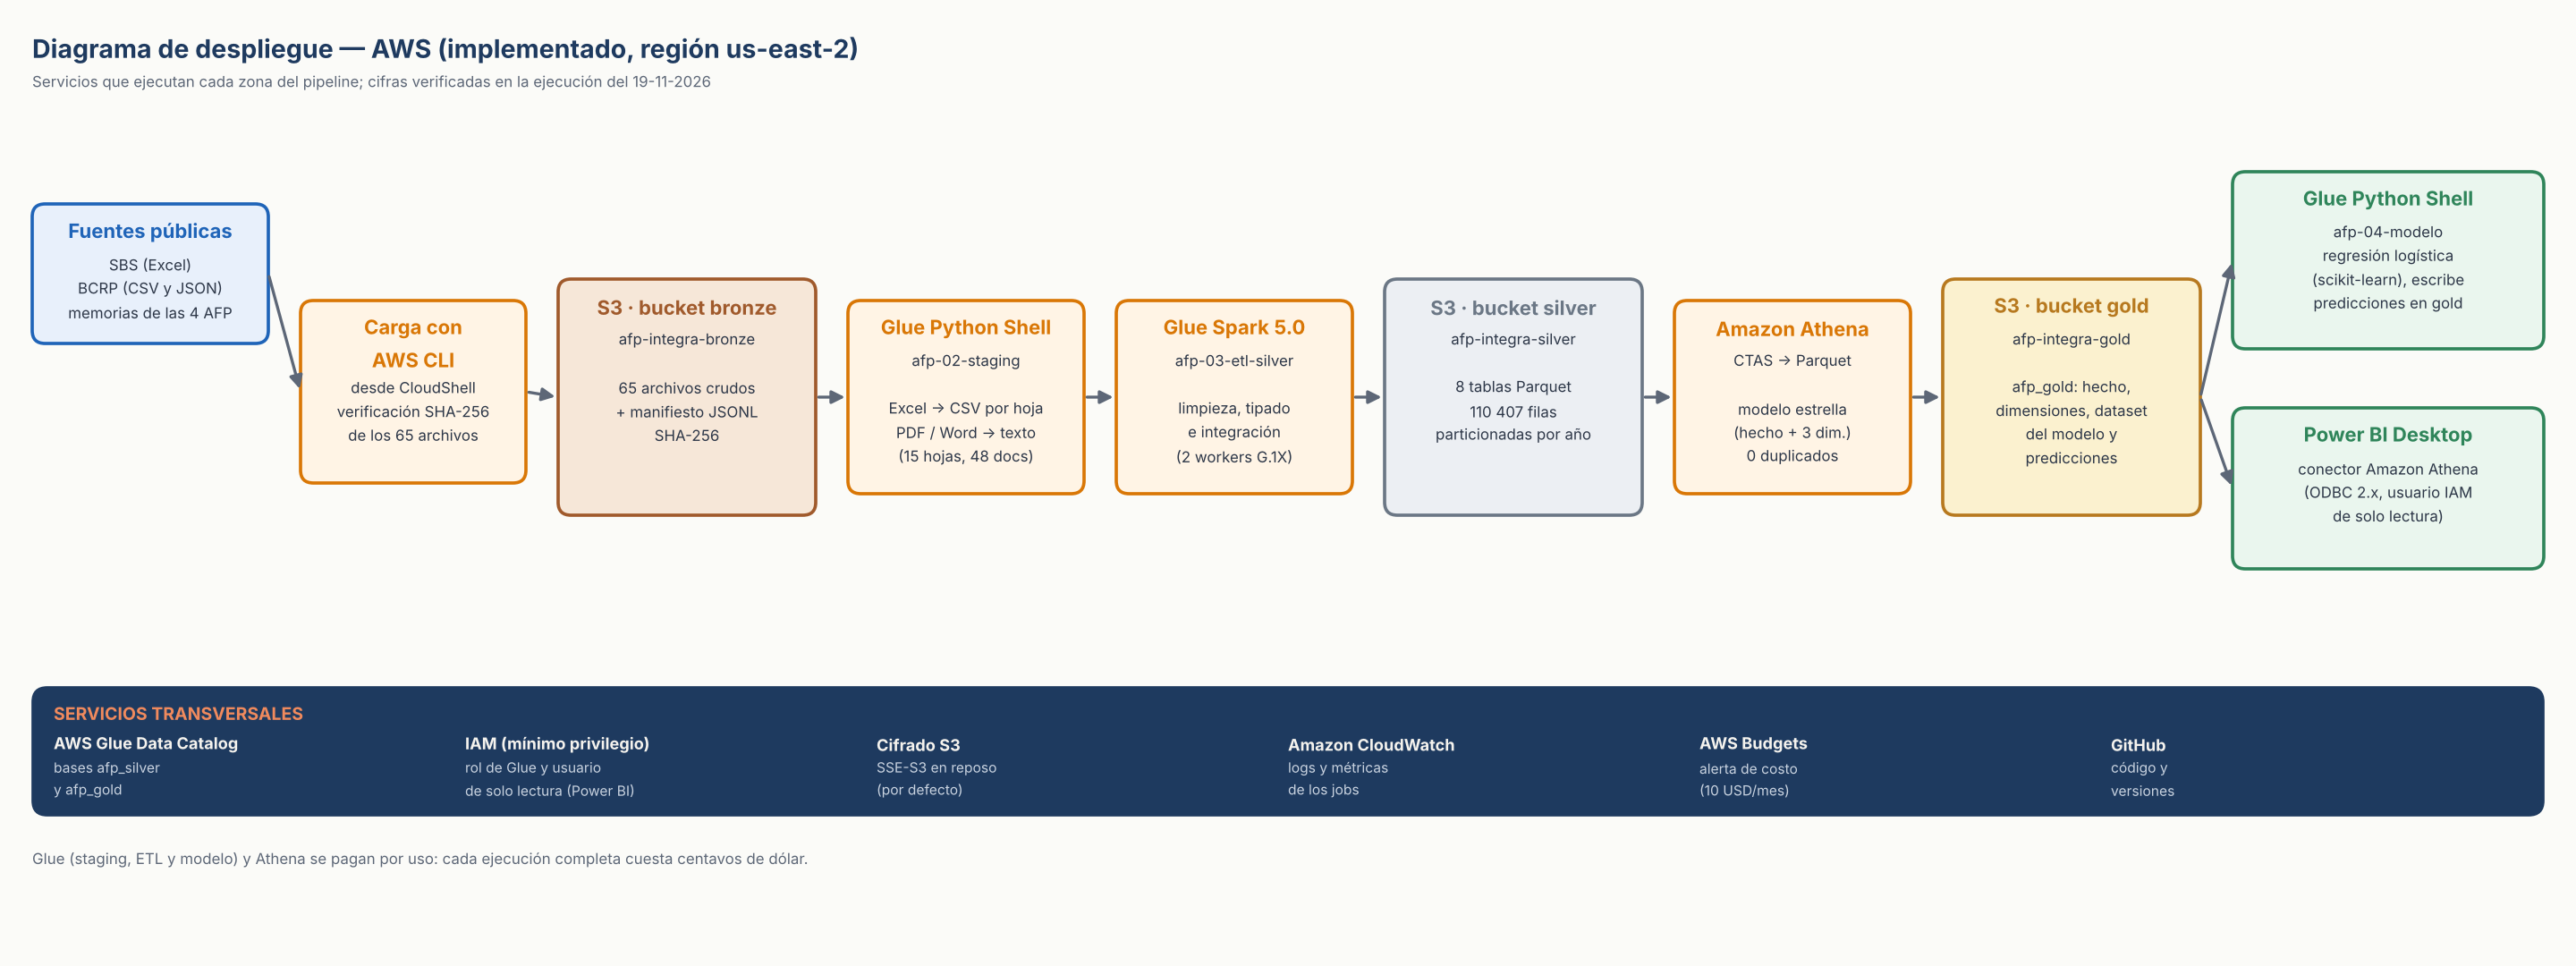 Diagrama de despliegue — AWS (implementado, región us-east-2)
Servicios que ejecutan cada zona del pipeline; cifras verificadas en la ejecución del 19-11-2026
Fuentes públicas
SBS (Excel)
BCRP (CSV y JSON)
memorias de las 4 AFP
Carga con
AWS CLI
desde CloudShell
verificación SHA-256
de los 65 archivos
S3 · bucket bronze
afp-integra-bronze
65 archivos crudos
+ manifiesto JSONL
SHA-256
Glue Python Shell
afp-02-staging
Excel → CSV por hoja
PDF / Word → texto
(15 hojas, 48 docs)
Glue Spark 5.0
afp-03-etl-silver
limpieza, tipado
e integración
(2 workers G.1X)
S3 · bucket silver
afp-integra-silver
8 tablas Parquet
110 407 filas
particionadas por año
Amazon Athena
CTAS → Parquet
modelo estrella
(hecho + 3 dim.)
0 duplicados
S3 · bucket gold
afp-integra-gold
afp_gold: hecho,
dimensiones, dataset
del modelo y
predicciones
Glue Python Shell
afp-04-modelo
regresión logística
(scikit-learn), escribe
predicciones en gold
Power BI Desktop
conector Amazon Athena
(ODBC 2.x, usuario IAM
de solo lectura)
SERVICIOS TRANSVERSALES
AWS Glue Data Catalog
bases afp_silver
y afp_gold
IAM (mínimo privilegio)
rol de Glue y usuario
de solo lectura (Power BI)
Cifrado S3
SSE-S3 en reposo
(por defecto)
Amazon CloudWatch
logs y métricas
de los jobs
AWS Budgets
alerta de costo
(10 USD/mes)
GitHub
código y
versiones
Glue (staging, ETL y modelo) y Athena se pagan por uso: cada ejecución completa cuesta centavos de dólar.